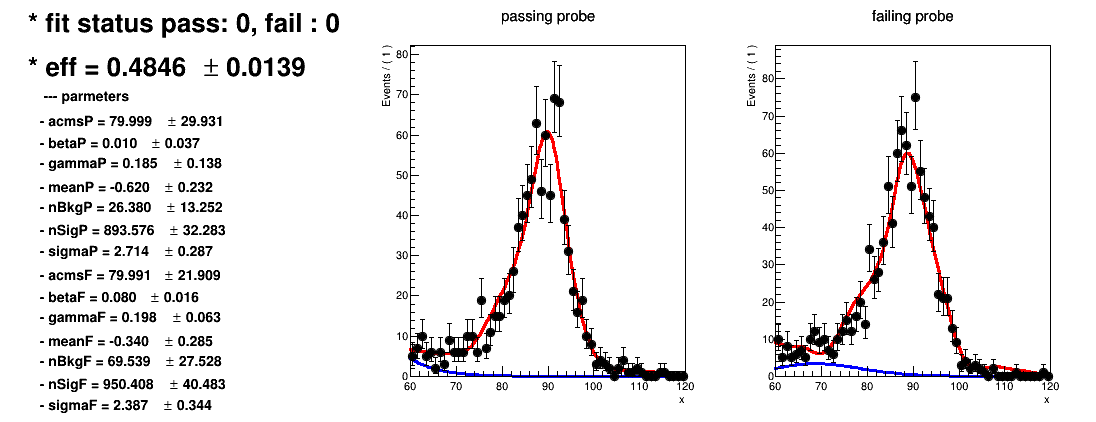 * fit status pass: 0, fail : 0
* eff = 0.4846 ± 0.0139
--- parmeters
- acmsP = 79.999 ± 29.931
- betaP = 0.010 ± 0.037
- gammaP = 0.185 ± 0.138
- meanP = -0.620 ± 0.232
- nBkgP = 26.380 ± 13.252
- nSigP = 893.576 ± 32.283
- sigmaP = 2.714 ± 0.287
- acmsF = 79.991 ± 21.909
- betaF = 0.080 ± 0.016
- gammaF = 0.198 ± 0.063
- meanF = -0.340 ± 0.285
- nBkgF = 69.539 ± 27.528
- nSigF = 950.408 ± 40.483
- sigmaF = 2.387 ± 0.344
passing probe
Events / ( 1 )
80
70
60
50
40
30
20
10
0
60 70 80 90 100 110 120
x
failing probe
Events / ( 1 )
80
70
60
50
40
30
20
10
0
60 70 80 90 100 110 120
x